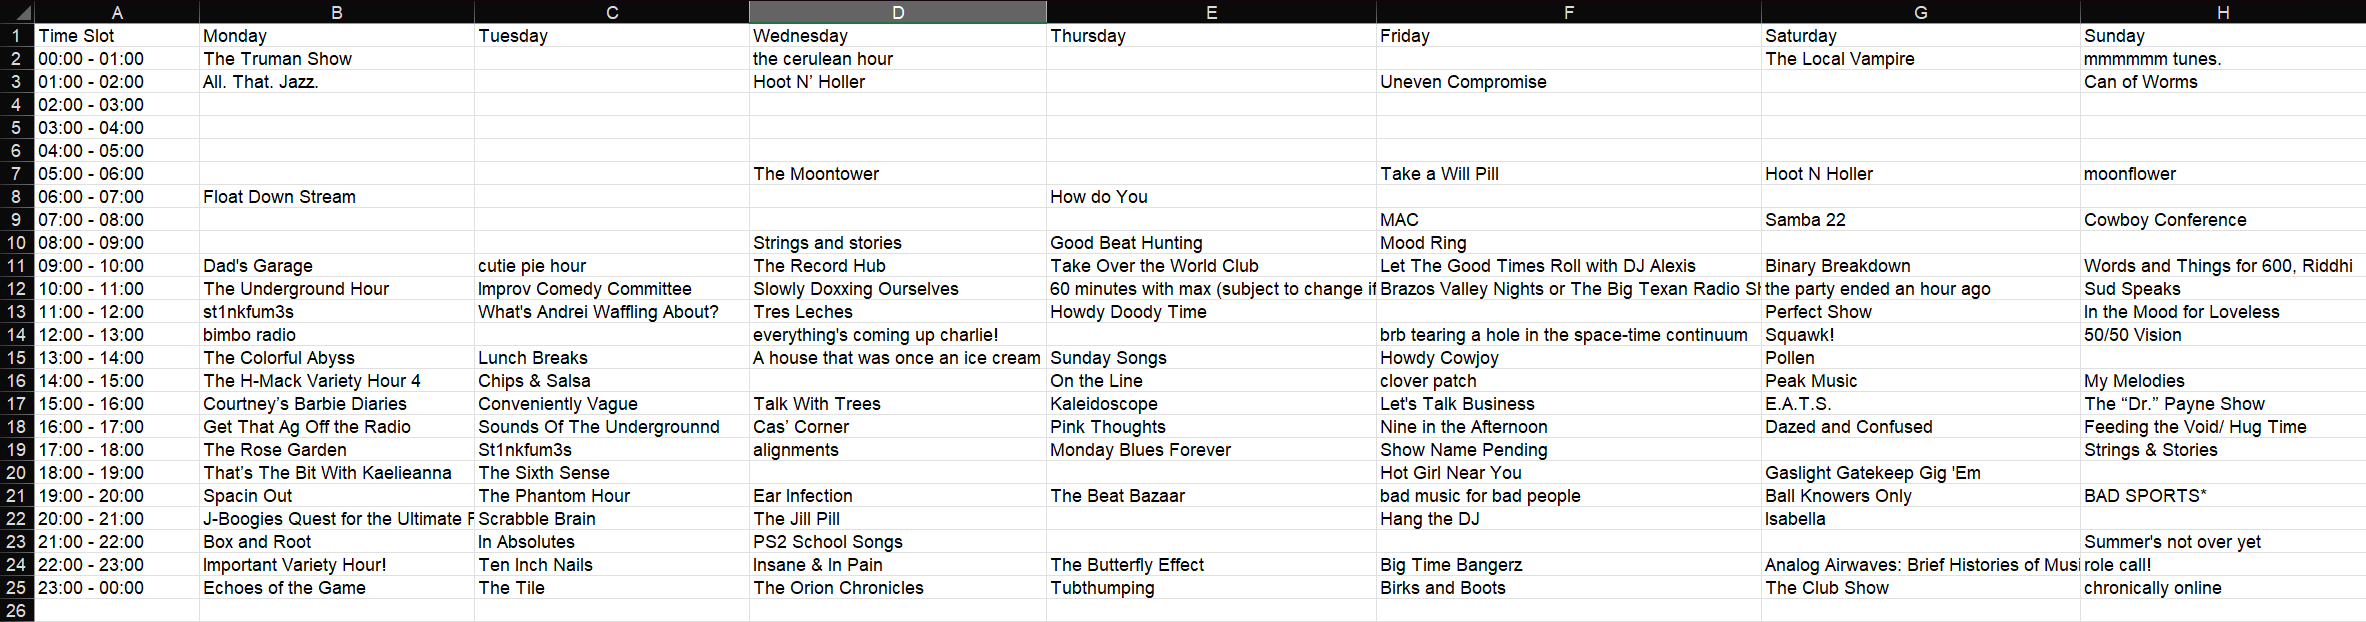 A B C D E F G H
1 Time Slot Monday Tuesday Wednesday Thursday Friday Saturday Sunday
2 00:00 - 01:00 The Truman Show the cerulean hour The Local Vampire mmmmmm tunes.
3 01:00 - 02:00 All. That. Jazz. Hoot N’ Holler Uneven Compromise Can of Worms
4 02:00 - 03:00
5 03:00 - 04:00
6 04:00 - 05:00
7 05:00 - 06:00 The Moontower Take a Will Pill Hoot N Holler moonflower
8 06:00 - 07:00 Float Down Stream How do You
9 07:00 - 08:00 MAC Samba 22 Cowboy Conference
10 08:00 - 09:00 Strings and stories Good Beat Hunting Mood Ring
11 09:00 - 10:00 Dad's Garage cutie pie hour The Record Hub Take Over the World Club Let The Good Times Roll with DJ Alexis Binary Breakdown Words and Things for 600, Riddhi
12 10:00 - 11:00 The Underground Hour Improv Comedy Committee Slowly Doxxing Ourselves 60 minutes with max (subject to change if Brazos Valley Nights or The Big Texan Radio Sh the party ended an hour ago Sud Speaks
13 11:00 - 12:00 st1nkfum3s What's Andrei Waffling About? Tres Leches Howdy Doody Time Perfect Show In the Mood for Loveless
14 12:00 - 13:00 bimbo radio everything's coming up charlie! brb tearing a hole in the space-time continuum Squawk! 50/50 Vision
15 13:00 - 14:00 The Colorful Abyss Lunch Breaks A house that was once an ice cream Sunday Songs Howdy Cowjoy Pollen
16 14:00 - 15:00 The H-Mack Variety Hour 4 Chips & Salsa On the Line clover patch Peak Music My Melodies
17 15:00 - 16:00 Courtney’s Barbie Diaries Conveniently Vague Talk With Trees Kaleidoscope Let's Talk Business E.A.T.S. The “Dr.” Payne Show
18 16:00 - 17:00 Get That Ag Off the Radio Sounds Of The Undergrounnd Cas’ Corner Pink Thoughts Nine in the Afternoon Dazed and Confused Feeding the Void/ Hug Time
19 17:00 - 18:00 The Rose Garden St1nkfum3s alignments Monday Blues Forever Show Name Pending Strings & Stories
20 18:00 - 19:00 That’s The Bit With Kaelieanna The Sixth Sense Hot Girl Near You Gaslight Gatekeep Gig 'Em
21 19:00 - 20:00 Spacin Out The Phantom Hour Ear Infection The Beat Bazaar bad music for bad people Ball Knowers Only BAD SPORTS*
22 20:00 - 21:00 J-Boogies Quest for the Ultimate F Scrabble Brain The Jill Pill Hang the DJ Isabella
23 21:00 - 22:00 Box and Root In Absolutes PS2 School Songs Summer's not over yet
24 22:00 - 23:00 Important Variety Hour! Ten Inch Nails Insane & In Pain The Butterfly Effect Big Time Bangerz Analog Airwaves: Brief Histories of Musi role call!
25 23:00 - 00:00 Echoes of the Game The Tile The Orion Chronicles Tubthumping Birks and Boots The Club Show chronically online
26